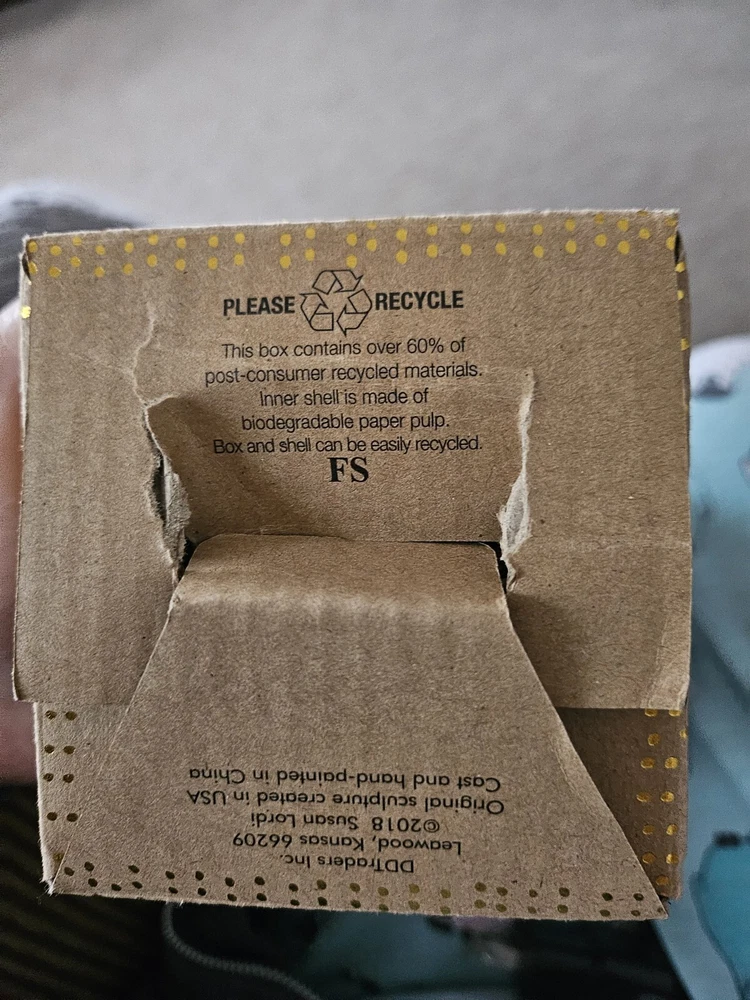 PLEASE RECYCLE
This box contains over 60% of
post-consumer recycled materials.
Inner shell is made of
biodegradable paper pulp.
Box and shell can be easily recycled.
FS
DDTraders Inc.
Leawood, Kansas 66209
©2018 Susan Lordi
Original sculpture created in USA
Cast and hand-painted in China